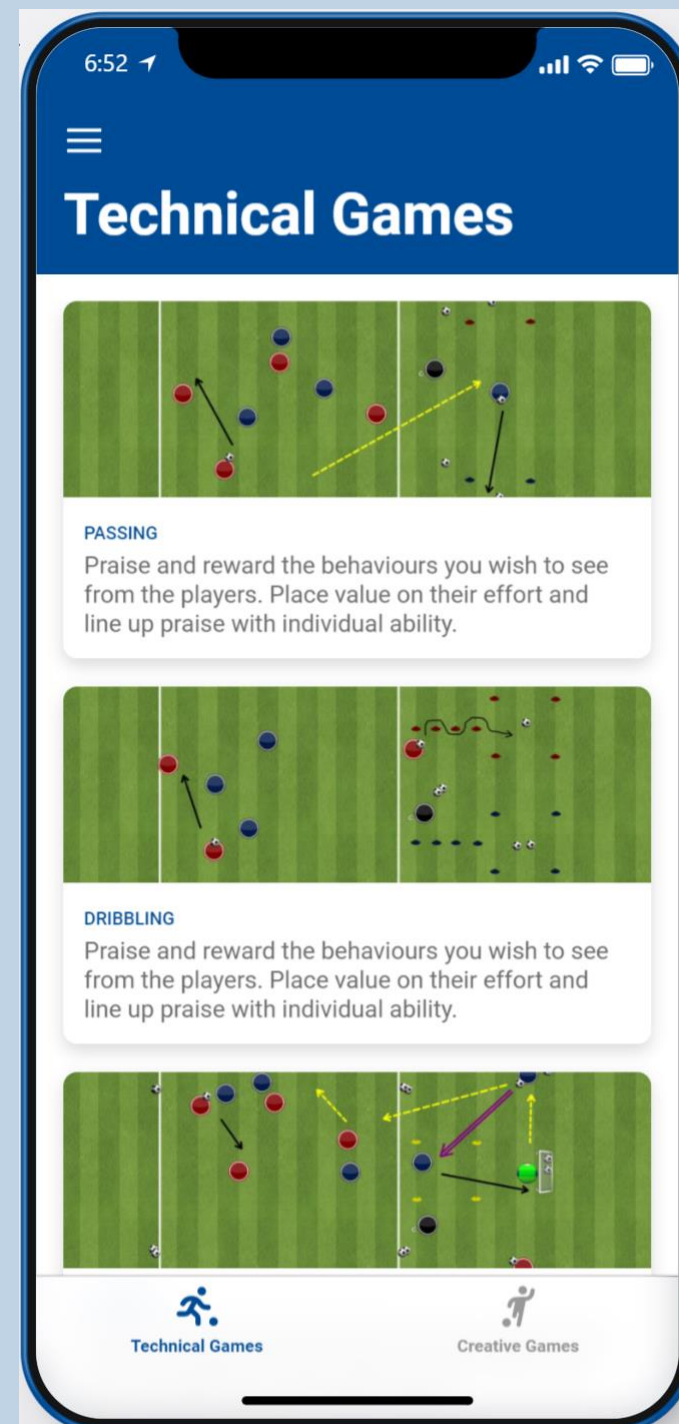 6:52
Technical Games
PASSING
Praise and reward the behaviours you wish to see
from the players. Place value on their effort and
line up praise with individual ability.
DRIBBLING
Praise and reward the behaviours you wish to see
from the players. Place value on their effort and
line up praise with individual ability.
Technical Games
Creative Games